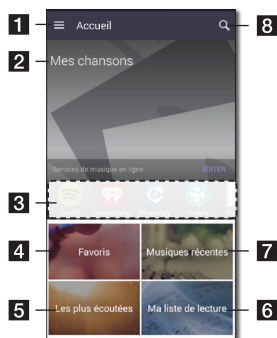 1
Accueil
8
2
Mes chansons
Services de musique en ligne
EDITER
3
4
Favoris
Musiques récentes
7
5
Les plus écoutées
Ma liste de lecture
6